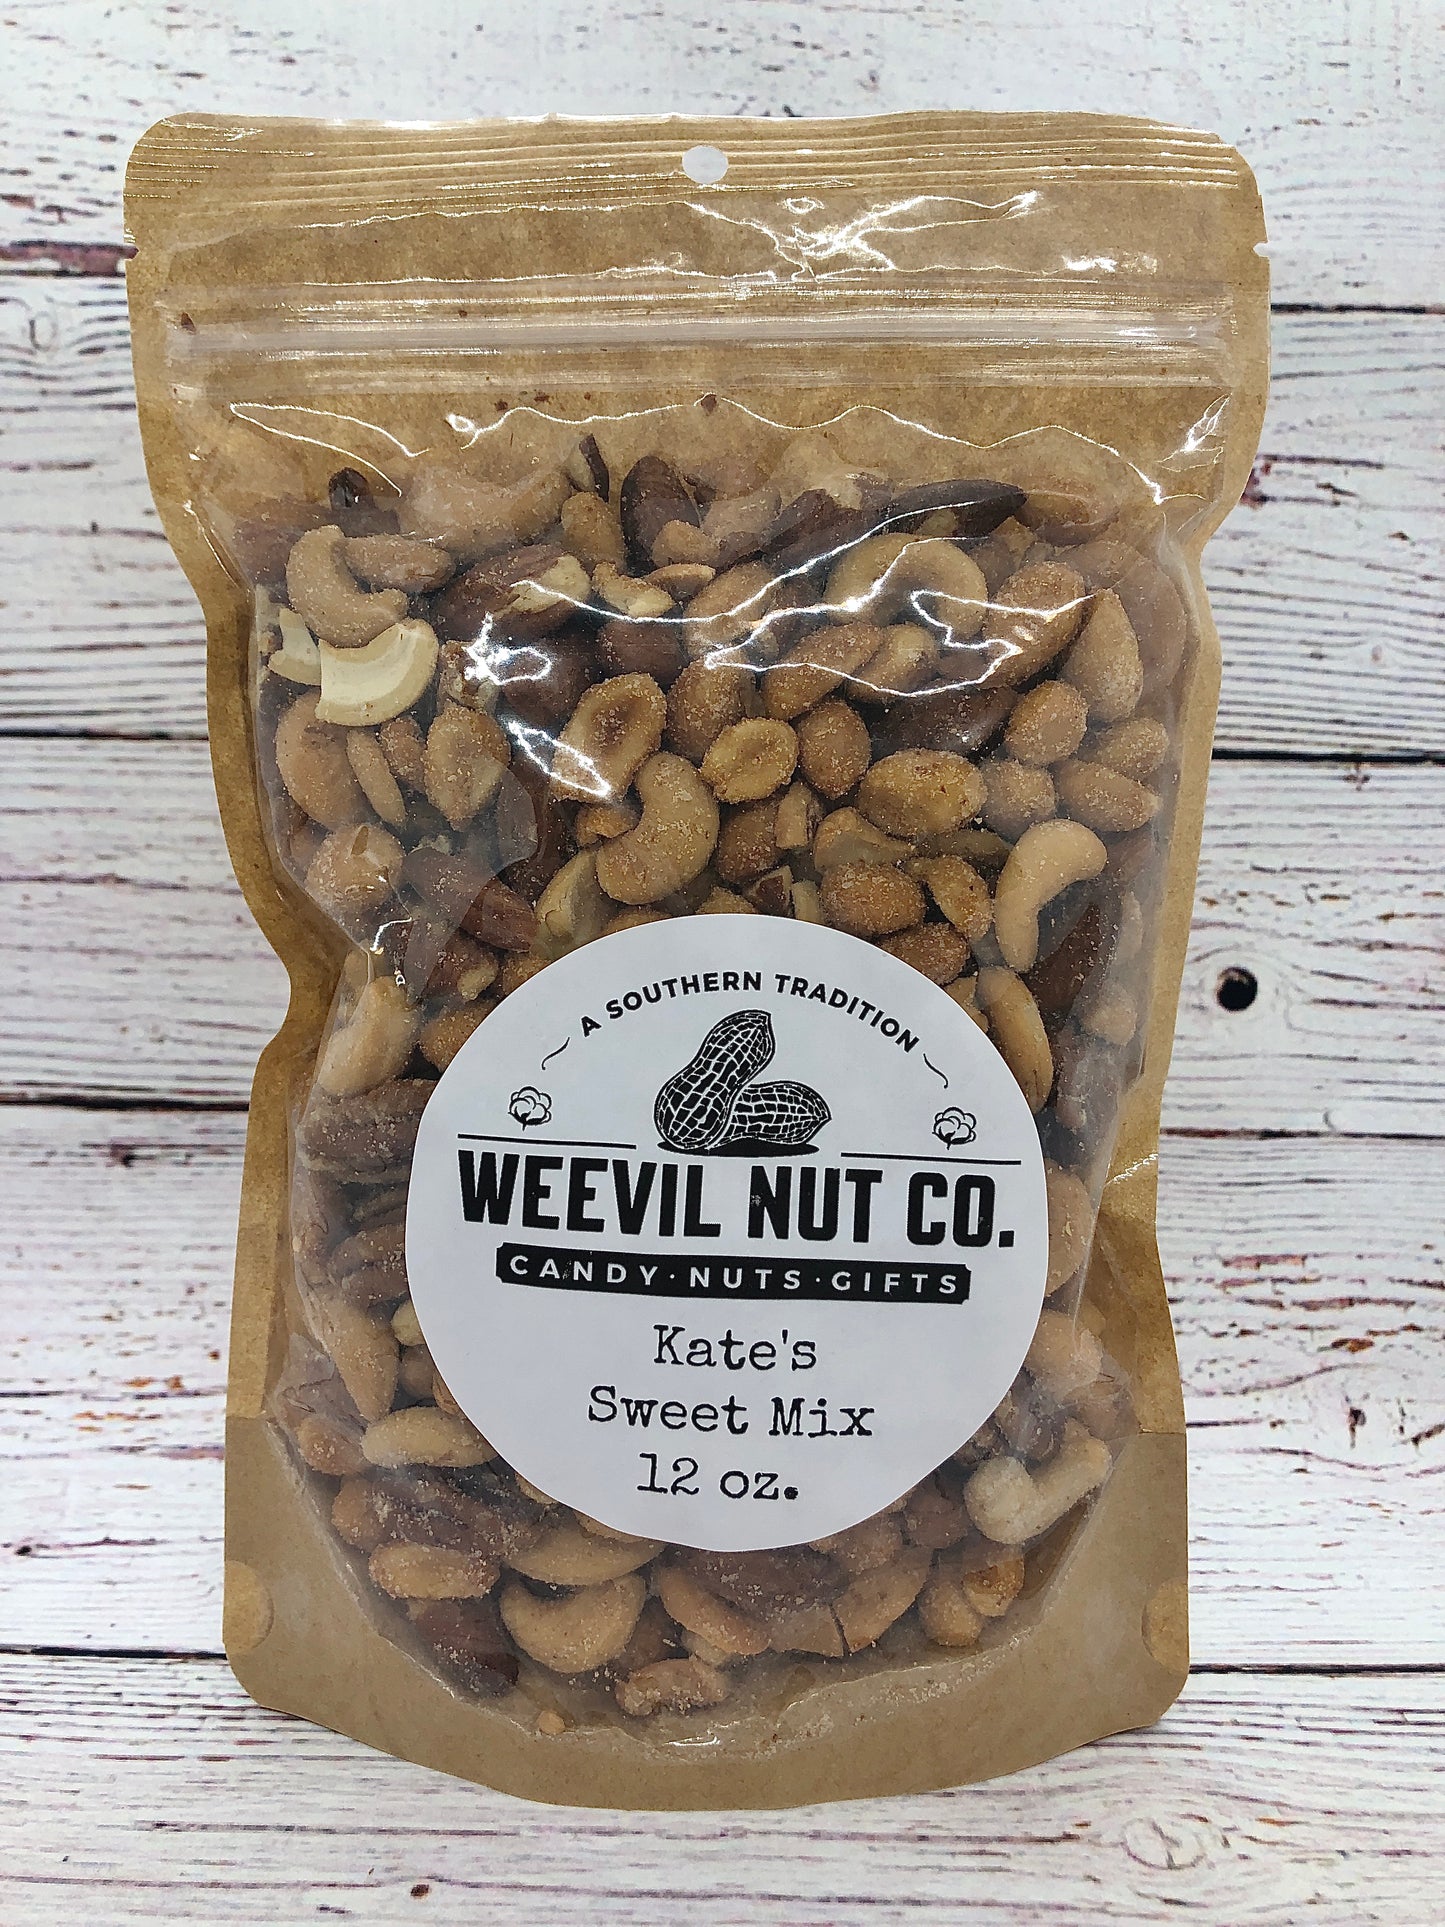 A SOUTHERN TRADITION
WEEVIL NUT CO.
CANDY·NUTS·GIFTS
Kate's
Sweet Mix
12 oz.